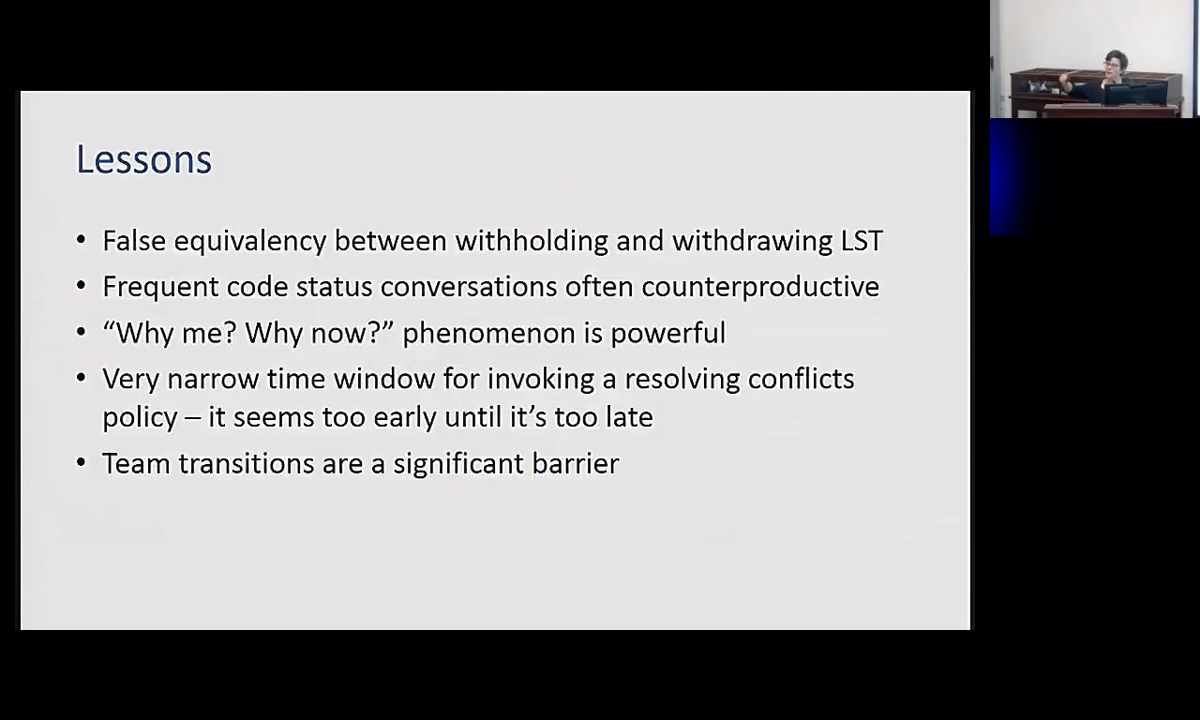 Lessons
• False equivalency between withholding and withdrawing LST
• Frequent code status conversations often counterproductive
• “Why me? Why now?” phenomenon is powerful
• Very narrow time window for invoking a resolving conflicts
policy – it seems too early until it’s too late
• Team transitions are a significant barrier